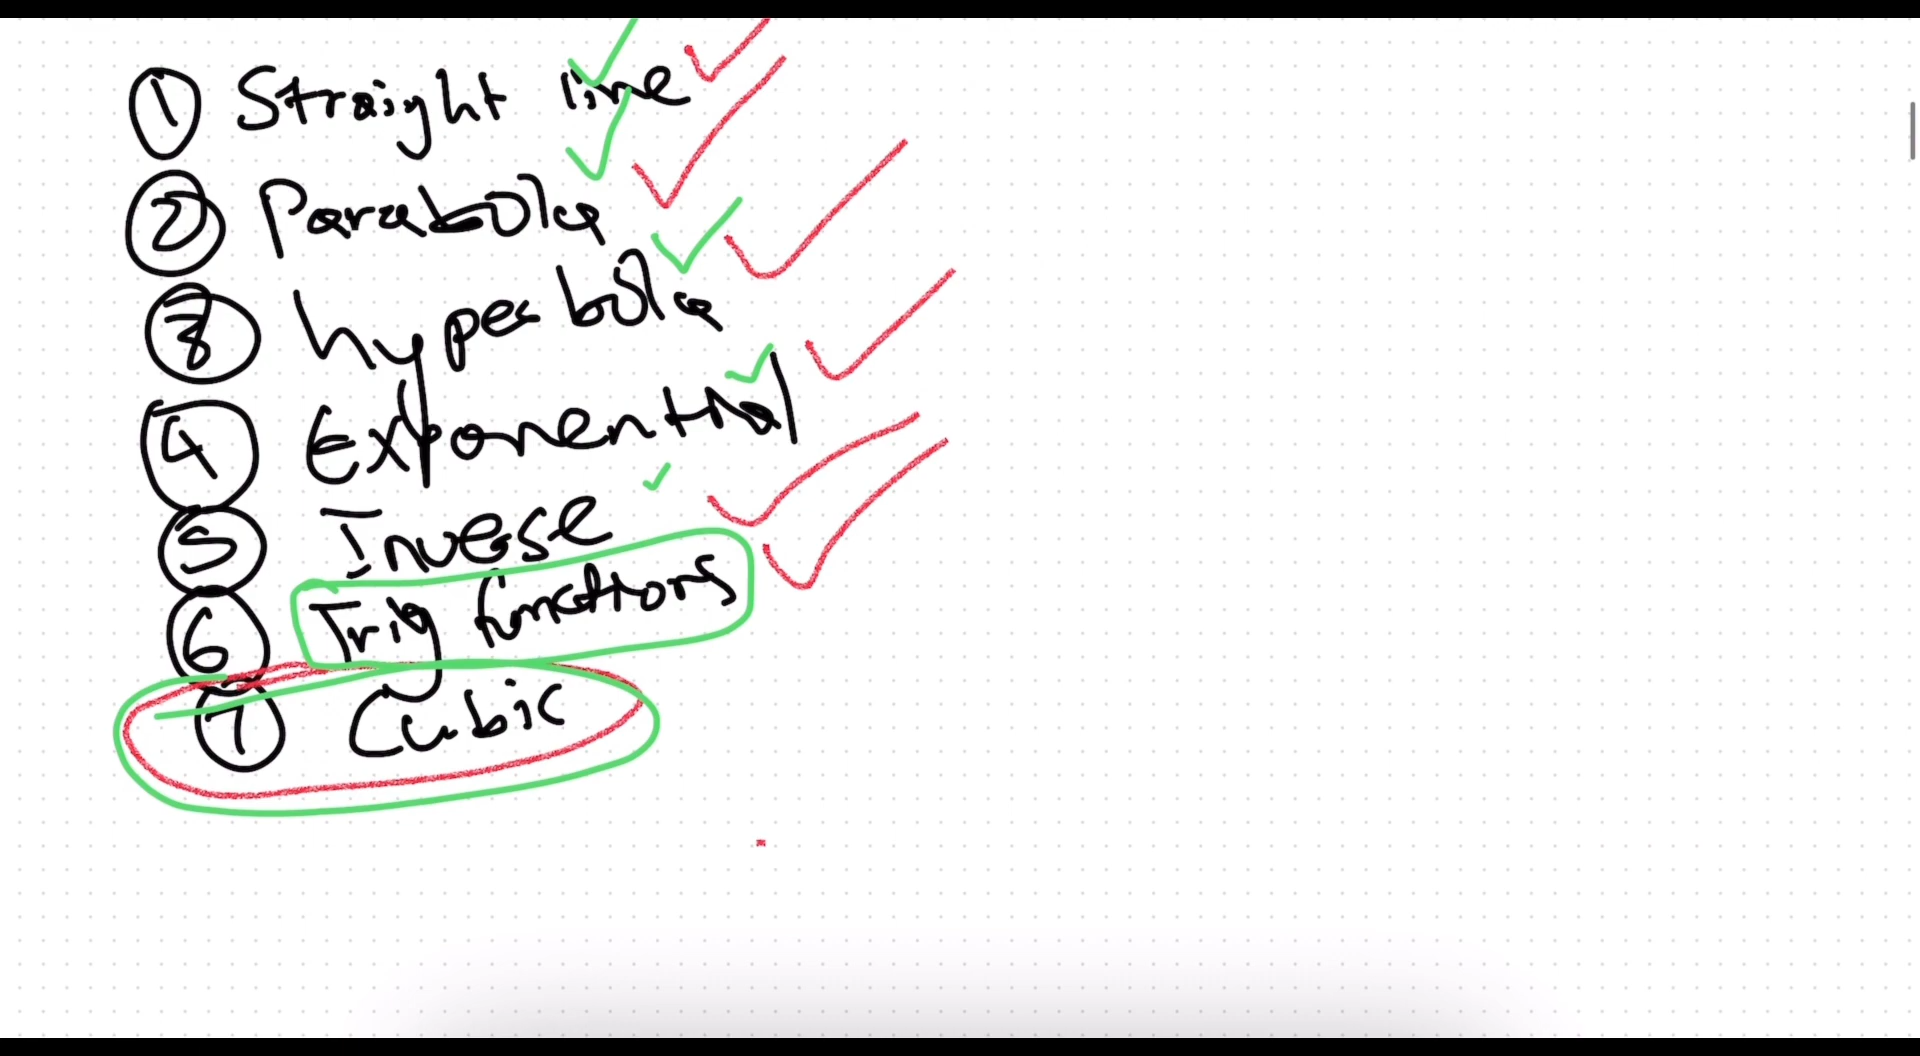 ① Straight line
② Parabola
③ hyperbola
④ Exponential
⑤ Inverse
⑥ Trig functions
⑦ Cubic